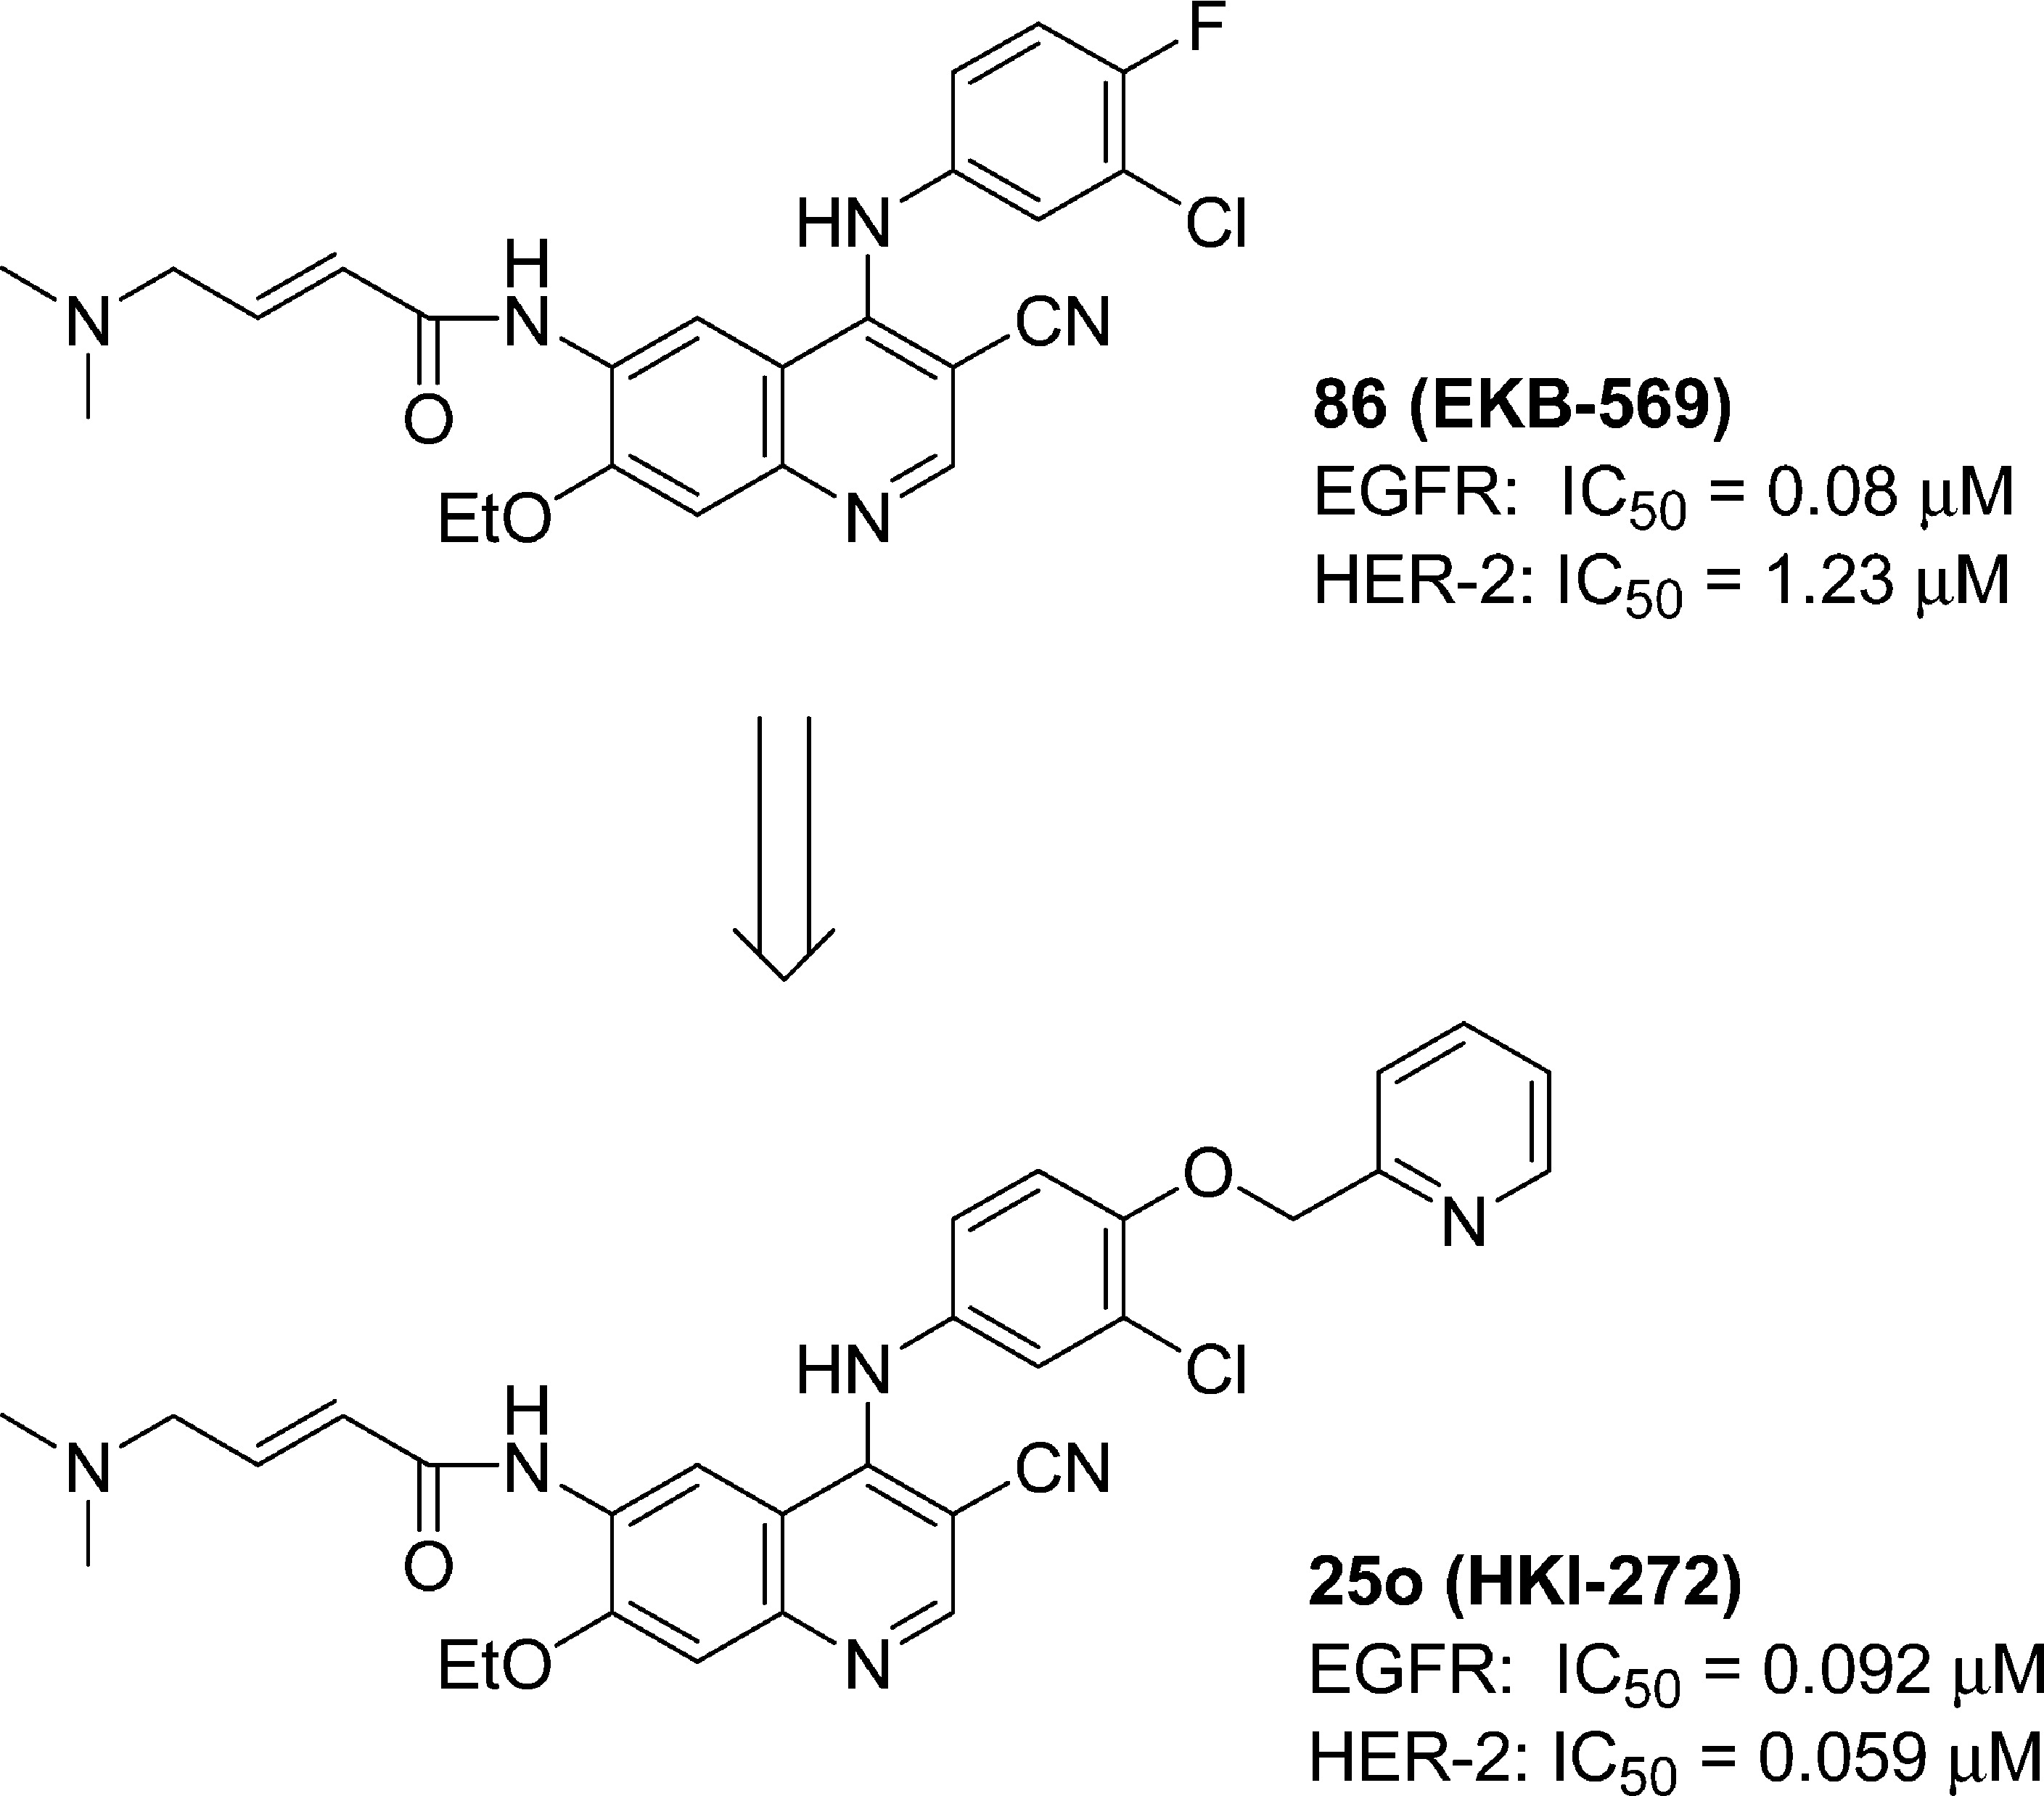 F
HN
Cl
H
N
N
CN
O
EtO
N
86 (EKB-569)
EGFR: IC50 = 0.08 μM
HER-2: IC50 = 1.23 μM
O
N
HN
Cl
H
N
N
CN
O
EtO
N
25o (HKI-272)
EGFR: IC50 = 0.092 μM
HER-2: IC50 = 0.059 μM